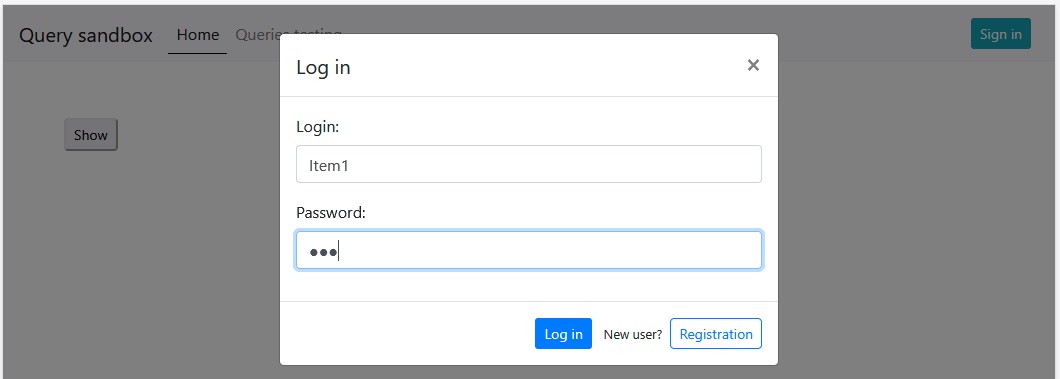 Query sandbox Home Queries testing Sign in
Log in ×
Show
Login:
Item1
Password:
●●●
Log in New user? Registration